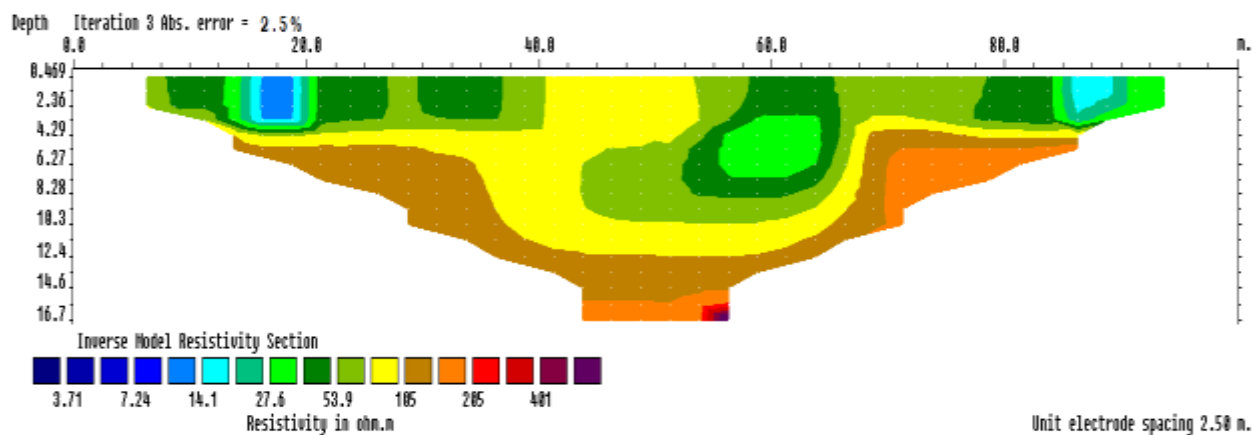 Depth Iteration 3 Abs. error = 2.5%
0.0 20.0 40.0 60.0 80.0 m.
0.469
2.36
4.29
6.27
8.28
10.3
12.4
14.6
16.7
Inverse Model Resistivity Section
3.71 7.24 14.1 27.6 53.9 105 205 401
Resistivity in ohm.m Unit electrode spacing 2.50 m.